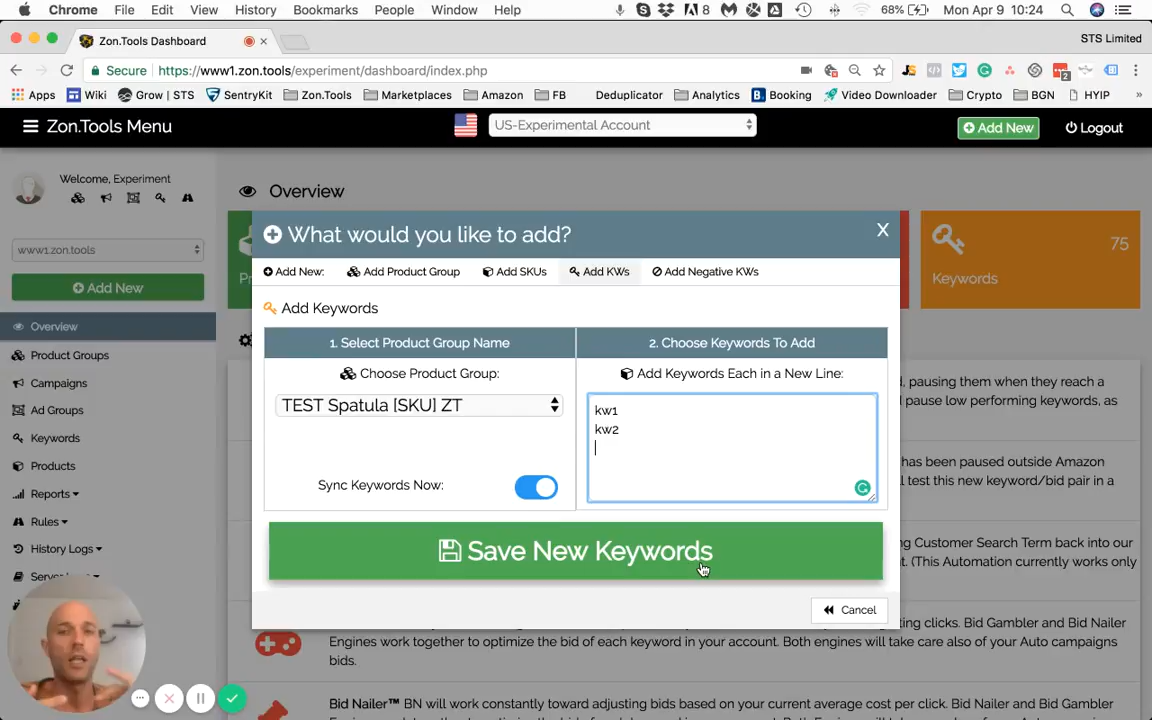 Chrome File Edit View History Bookmarks People Window Help 8 68% Mon Apr 9 10:24
Zon.Tools Dashboard STS Limited
Secure https://www1.zon.tools/experiment/dashboard/index.php 2
Apps Wiki Grow | STS SentryKit Zon.Tools Marketplaces Amazon FB Deduplicator Analytics Booking Video Downloader Crypto BGN HYIP »
Zon.Tools Menu US-Experimental Account Add New Logout
Welcome, Experiment
www1.zon.tools
Add New
Overview
Product Groups
Campaigns
Ad Groups
Keywords
Products
Reports
Rules
History Logs
Overview
75
Keywords
What would you like to add? X
Add New: Add Product Group Add SKUs Add KWs Add Negative KWs
Add Keywords
1. Select Product Group Name 2. Choose Keywords To Add
Choose Product Group: Add Keywords Each in a New Line:
TEST Spatula [SKU] ZT
kw1
kw2
Sync Keywords Now:
Save New Keywords
Cancel
, pausing them when they reach a
pause low performing keywords, as
has been paused outside Amazon
test this new keyword/bid pair in a
ng Customer Search Term back into our
m. (This Automation currently works only
ting clicks. Bid Gambler and Bid Nailer
Engines work together to optimize the bid of each keyword in your account. Both engines will take care also of your Auto campaigns
bids.
Bid Nailer™ BN will work constantly toward adjusting bids based on your current average cost per click. Bid Nailer and Bid Gambler